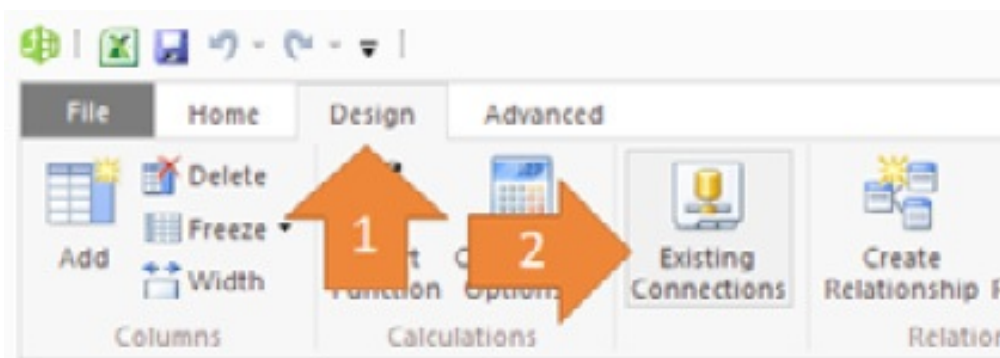 File Home Design Advanced
Delete
Freeze
Add
Width
1
2
Existing
Connections
Create
Relationship
Columns
Calculations